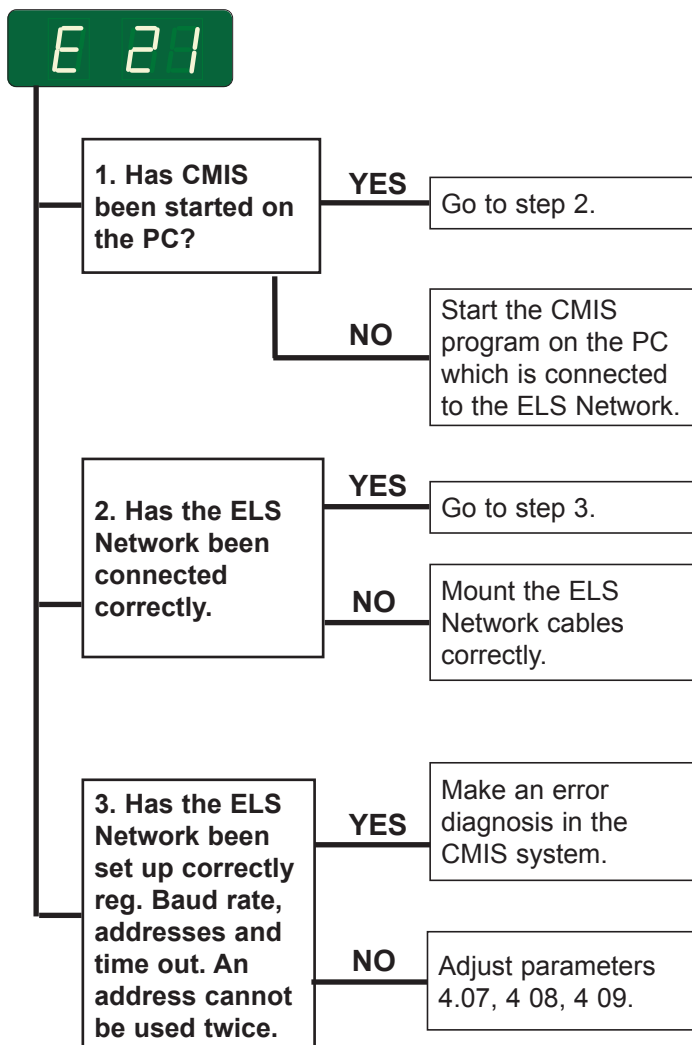 E 21
1. Has CMIS
been started on
the PC?
YES
Go to step 2.
NO
Start the CMIS
program on the PC
which is connected
to the ELS Network.
2. Has the ELS
Network been
connected
correctly.
YES
Go to step 3.
NO
Mount the ELS
Network cables
correctly.
3. Has the ELS
Network been
set up correctly
reg. Baud rate,
addresses and
time out. An
address cannot
be used twice.
YES
Make an error
diagnosis in the
CMIS system.
NO
Adjust parameters
4.07, 4 08, 4 09.